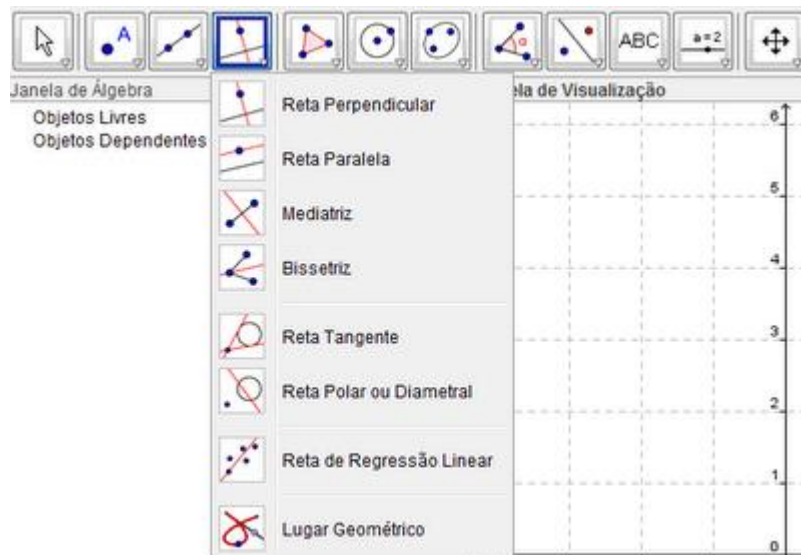 A
α
ABC
a=2
Janela de Álgebra
ela de Visualização
Objetos Livres
Objetos Dependentes
Reta Perpendicular
Reta Paralela
Mediatriz
Bissetriz
Reta Tangente
Reta Polar ou Diametral
Reta de Regressão Linear
Lugar Geométrico
6
5
4
3
2
1
0